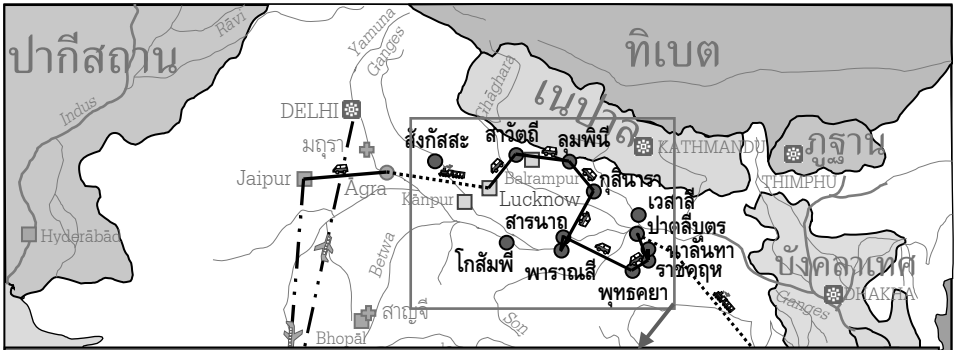 ปากีสถาน
Rāvi
Yamuna
Ganges
ทิเบต
Indus
Ghāghara
เนปาล
DELHI
มถุรา
สังกัสสะ
สาวัตถี
ลุมพินี
KATHMANDU
ภูฐาน
Jaipur
Agra
Balrampur
กุสินารา
THIMPHU
Kānpur
Lucknow
เวสาลี
Hyderābād
สารนาถ
ปาตลีบุตร
นาลันทา
บังคลาเทศ
Betwa
โกสัมพี
พาราณสี
ราชคฤห
พุทธคยา
Ganges
DHAKHA
สาญจิ
Son
Bhopāl